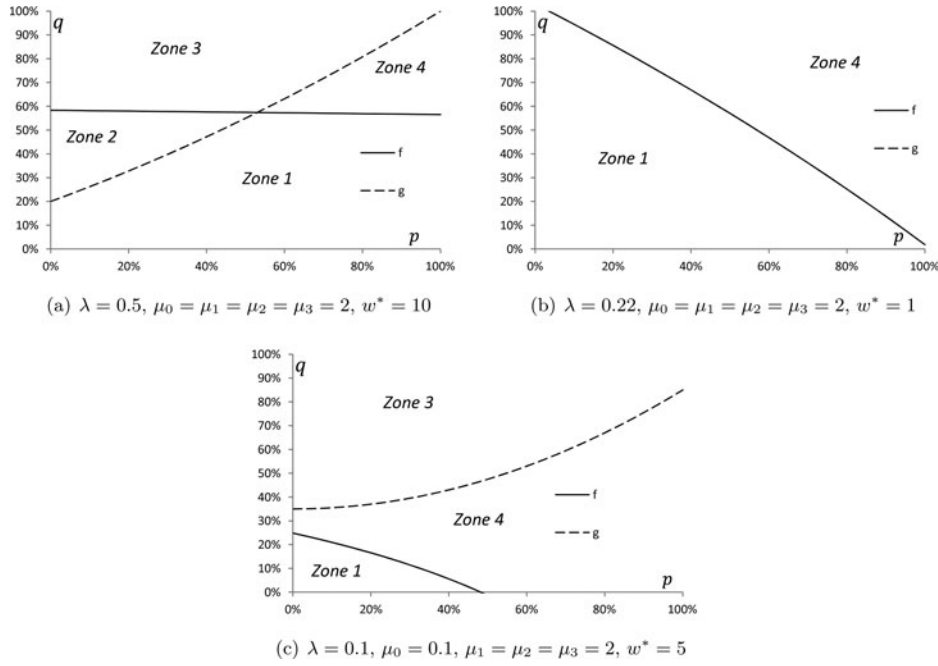 q
100%
90%
80%
70%
60%
50%
40%
30%
20%
10%
0%
Zone 3
Zone 4
Zone 2
Zone 1
f
g
p
0% 20% 40% 60% 80% 100%
(a) λ = 0.5, μ0 = μ1 = μ2 = μ3 = 2, w* = 10
q
100%
90%
80%
70%
60%
50%
40%
30%
20%
10%
0%
Zone 4
Zone 1
f
g
p
0% 20% 40% 60% 80% 100%
(b) λ = 0.22, μ0 = μ1 = μ2 = μ3 = 2, w* = 1
q
100%
90%
80%
70%
60%
50%
40%
30%
20%
10%
0%
Zone 3
Zone 4
Zone 1
f
g
p
0% 20% 40% 60% 80% 100%
(c) λ = 0.1, μ0 = 0.1, μ1 = μ2 = μ3 = 2, w* = 5